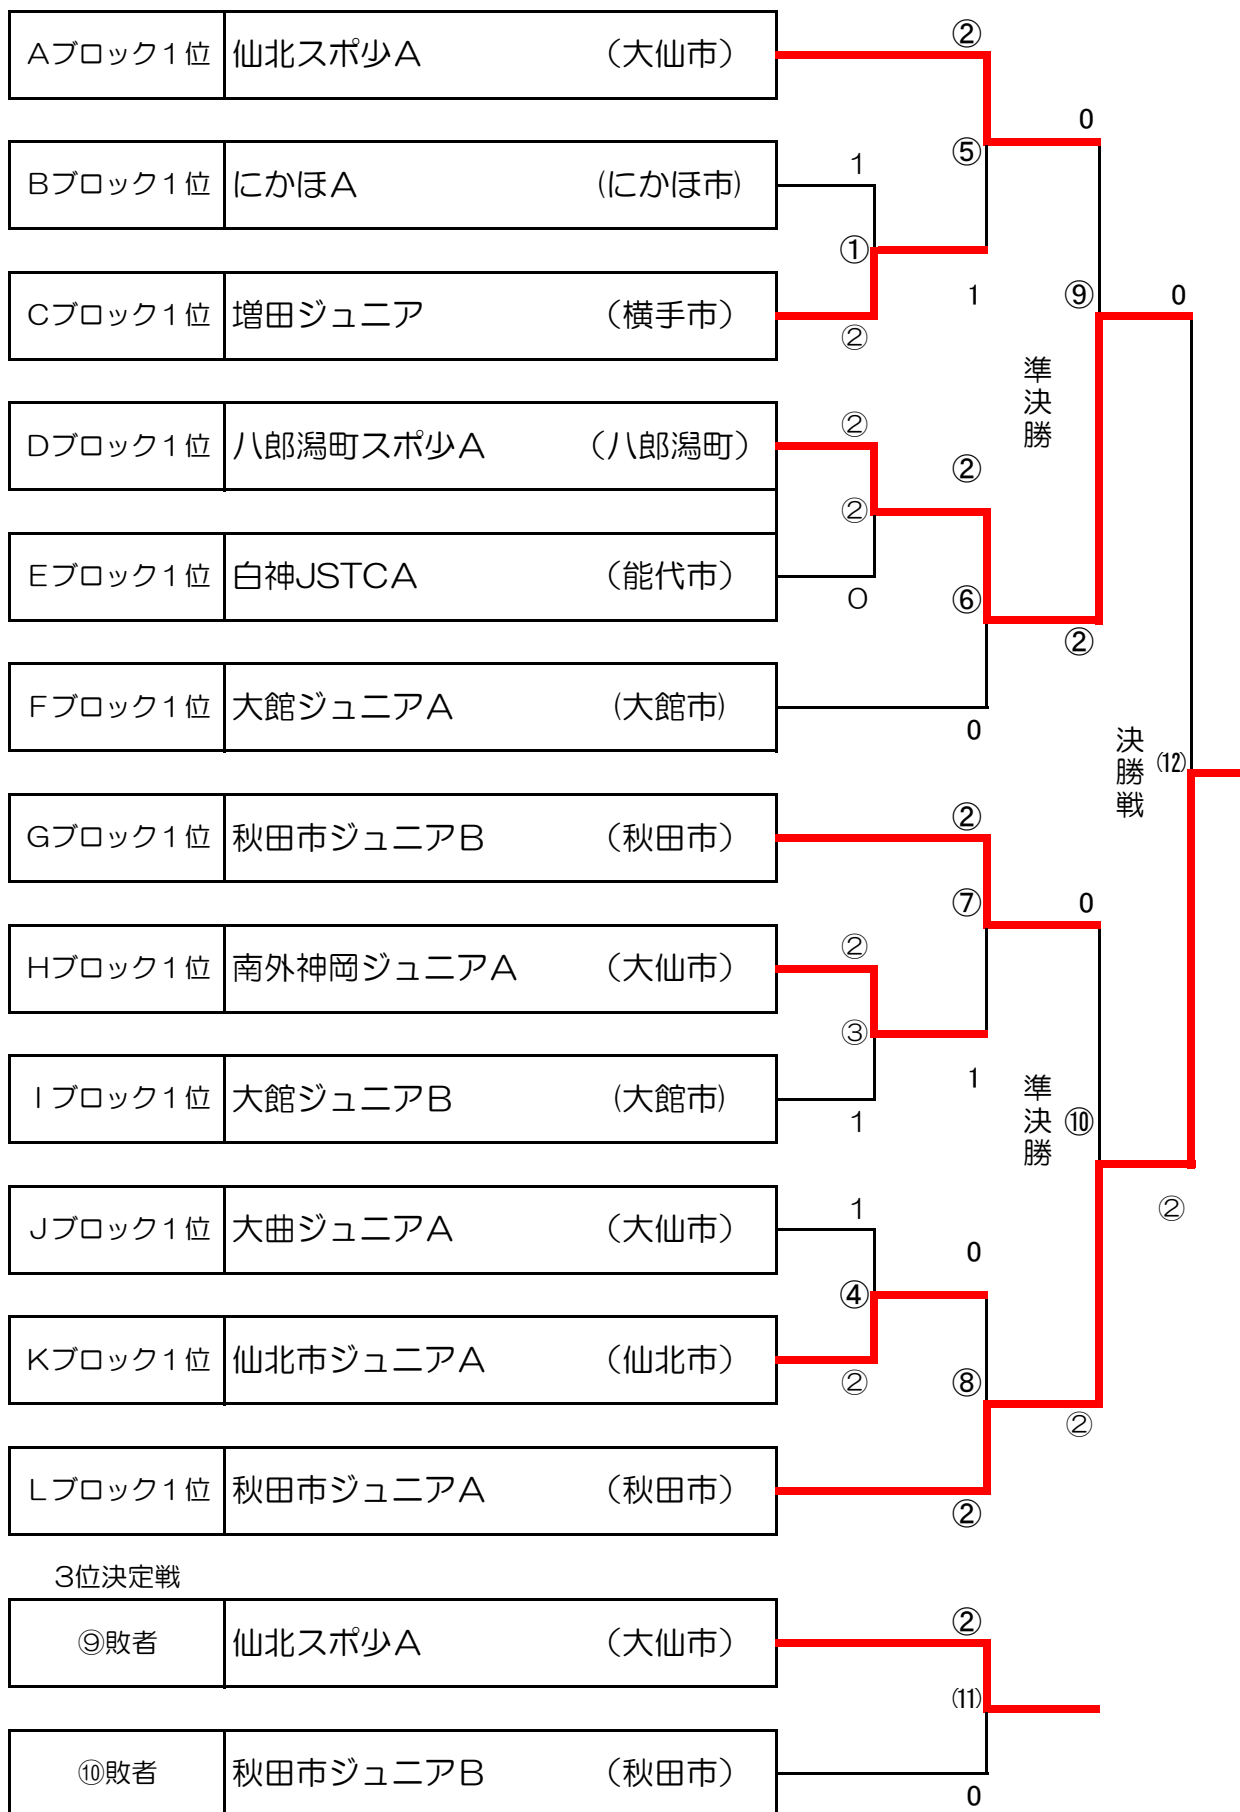 Aブロック１位 仙北スポ少A （大仙市） ②
0
Bブロック１位 にかほA (にかほ市) 1 ⑤
①
Cブロック１位 増田ジュニア （横手市） ② 1 ⑨ 0
準決勝
Dブロック１位 八郎潟町スポ少A （八郎潟町） ② ②
②
Eブロック１位 白神JSTCA （能代市） 0 ⑥
②
Fブロック１位 大館ジュニアA (大館市) 0
決勝戦 ⑿
Gブロック１位 秋田市ジュニアB （秋田市） ②
⑦ 0
Hブロック１位 南外神岡ジュニアA （大仙市） ②
③
Iブロック１位 大館ジュニアB (大館市) 1 1
準決勝 ⑩
Jブロック１位 大曲ジュニアA （大仙市） 1 0 ②
④
Kブロック１位 仙北市ジュニアA （仙北市） ② ⑧
②
Lブロック１位 秋田市ジュニアA （秋田市） ②
3位決定戦
⑨敗者 仙北スポ少A （大仙市） ②
⑾
⑩敗者 秋田市ジュニアB （秋田市） 0